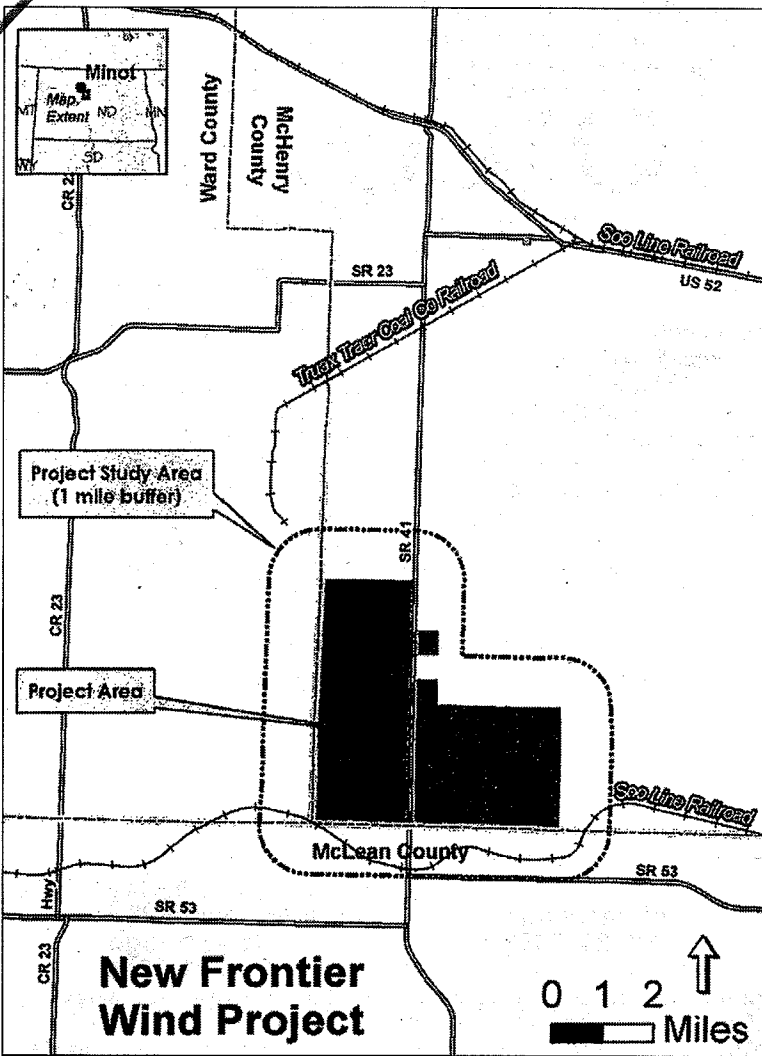 Minot
Map
Extent
MT
ND
MN
SD
WY
CR 23
Ward County
McHenry
County
SR 23
Soo Line Railroad
US 52
Truax Traer Coal Co Railroad
Project Study Area
(1 mile buffer)
SR 41
CR 23
Project Area
Soo Line Railroad
McLean County
SR 53
Hwy
SR 53
CR 23
New Frontier
Wind Project
0 1 2
Miles